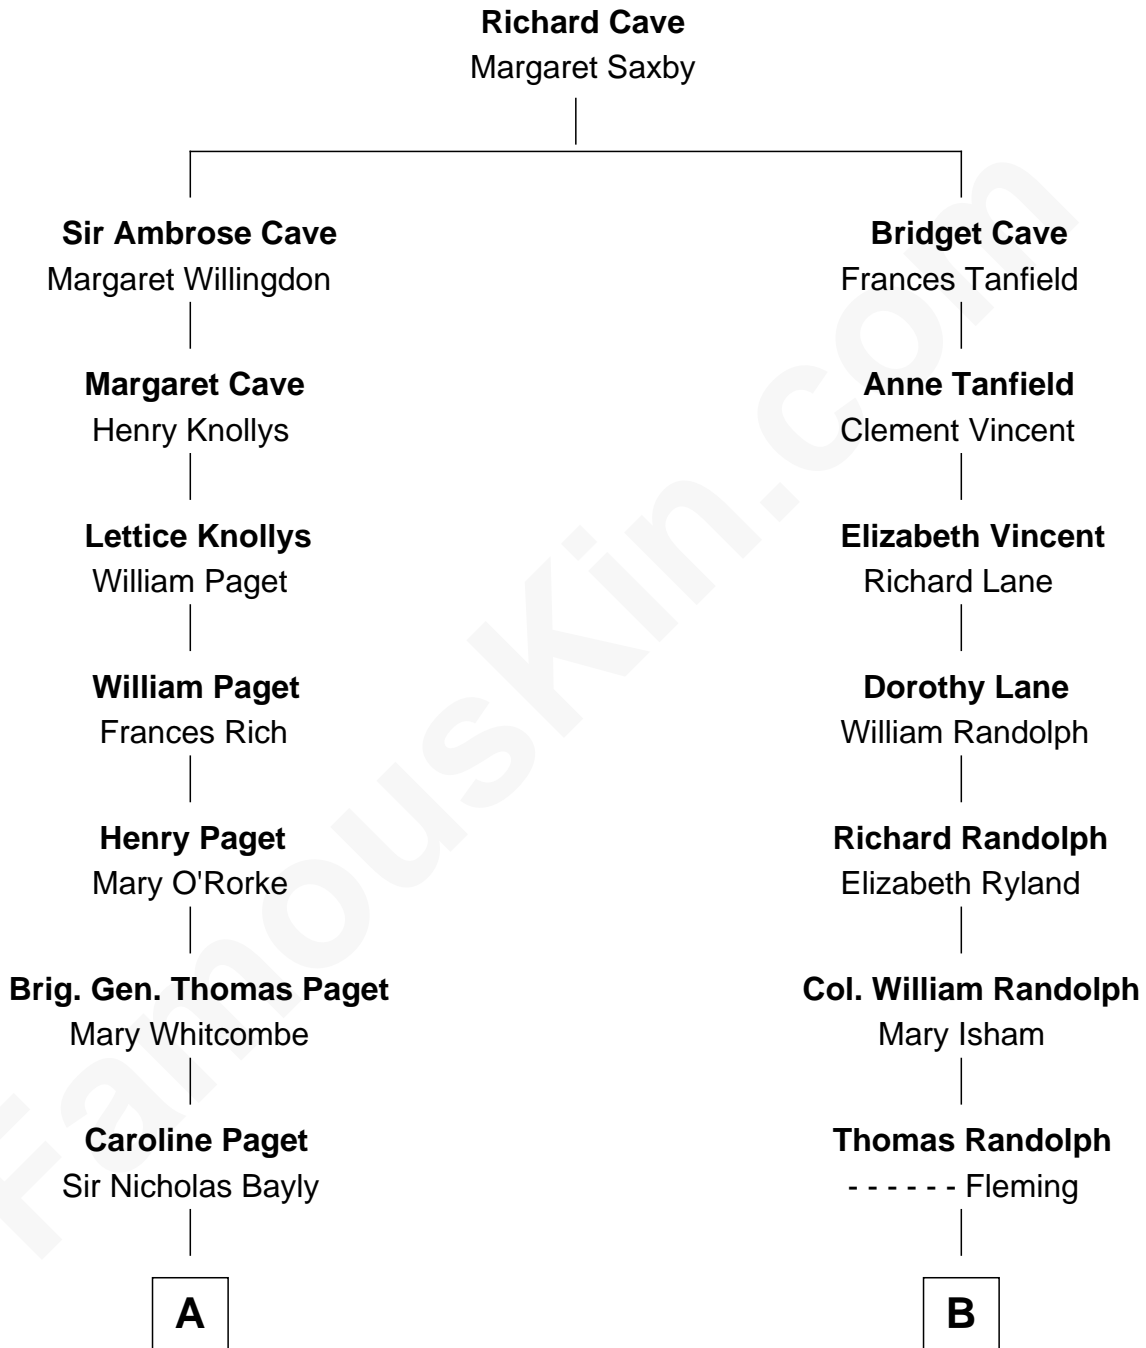 Richard Cave
Margaret Saxby
Sir Ambrose Cave
Margaret Willingdon
Bridget Cave
Frances Tanfield
Margaret Cave
Henry Knollys
Anne Tanfield
Clement Vincent
Lettice Knollys
William Paget
Elizabeth Vincent
Richard Lane
William Paget
Frances Rich
Dorothy Lane
William Randolph
Henry Paget
Mary O'Rorke
Richard Randolph
Elizabeth Ryland
Brig. Gen. Thomas Paget
Mary Whitcombe
Col. William Randolph
Mary Isham
Caroline Paget
Sir Nicholas Bayly
Thomas Randolph
- - - - - - Fleming
A
B
FamousKin.com